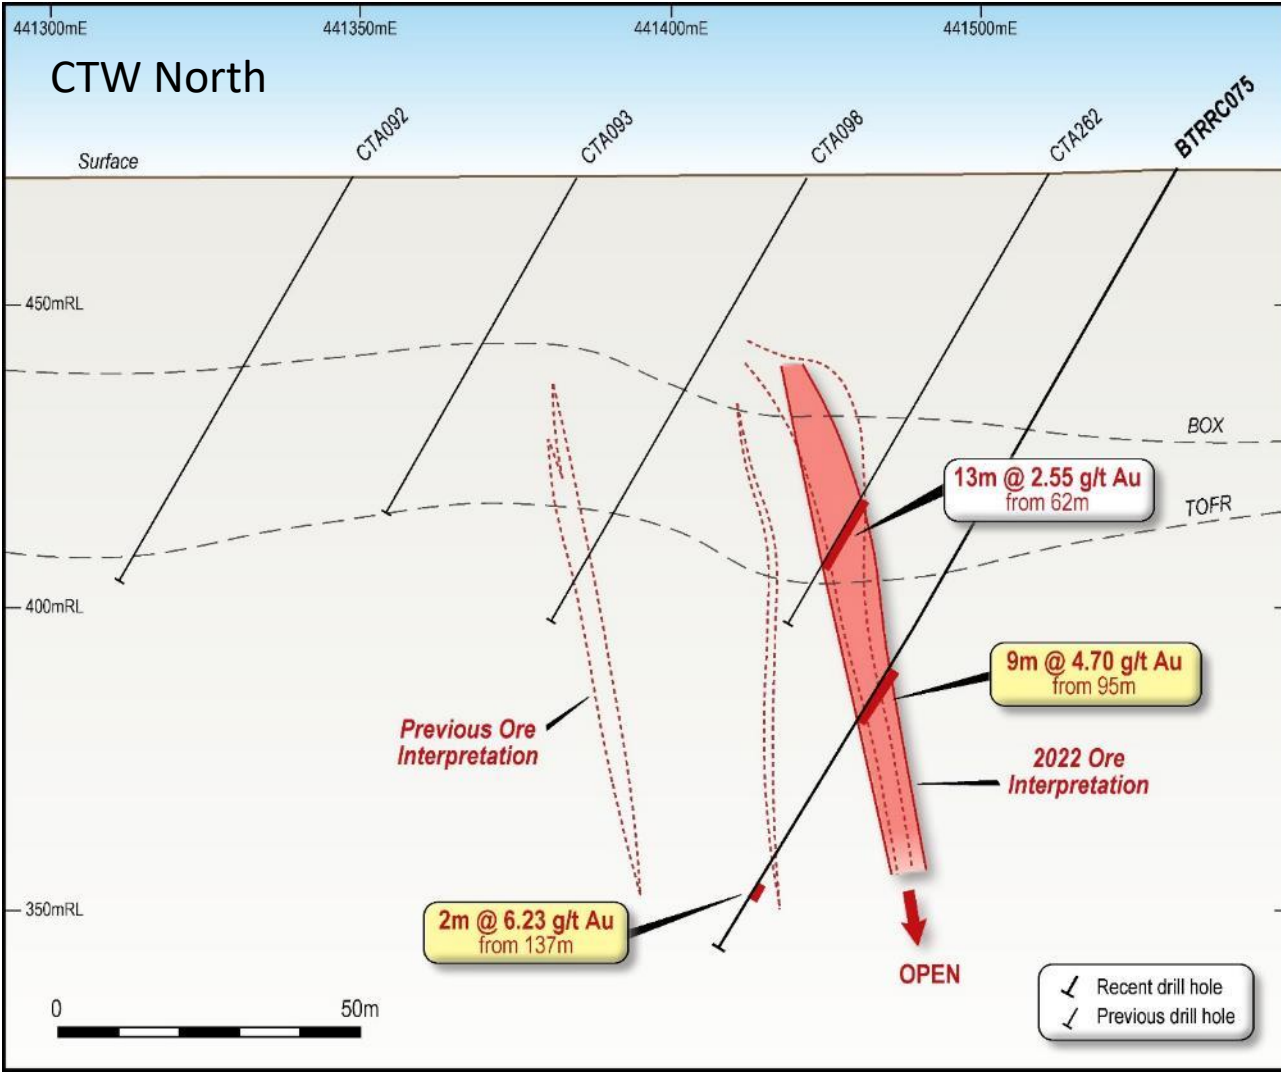 441300mE
441350mE
441400mE
441500mE
CTW North
CTA092
CTA093
CTA098
CTA262
BTRRC075
Surface
450mRL
BOX
13m @ 2.55 g/t Au
from 62m
TOFR
400mRL
9m @ 4.70 g/t Au
from 95m
Previous Ore
Interpretation
2022 Ore
Interpretation
350mRL
2m @ 6.23 g/t Au
from 137m
OPEN
0 50m
Recent drill hole
Previous drill hole